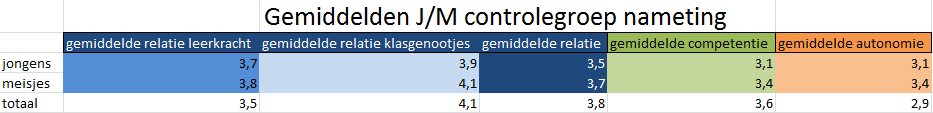 Gemiddelden J/M controlegroep nameting
gemiddelde relatie leerkracht gemiddelde relatie klasgenootjes gemiddelde relatie gemiddelde competentie gemiddelde autonomie
jongens 3,7 3,9 3,5 3,1 3,1
meisjes 3,8 4,1 3,7 3,4 3,4
totaal 3,5 4,1 3,8 3,6 2,9